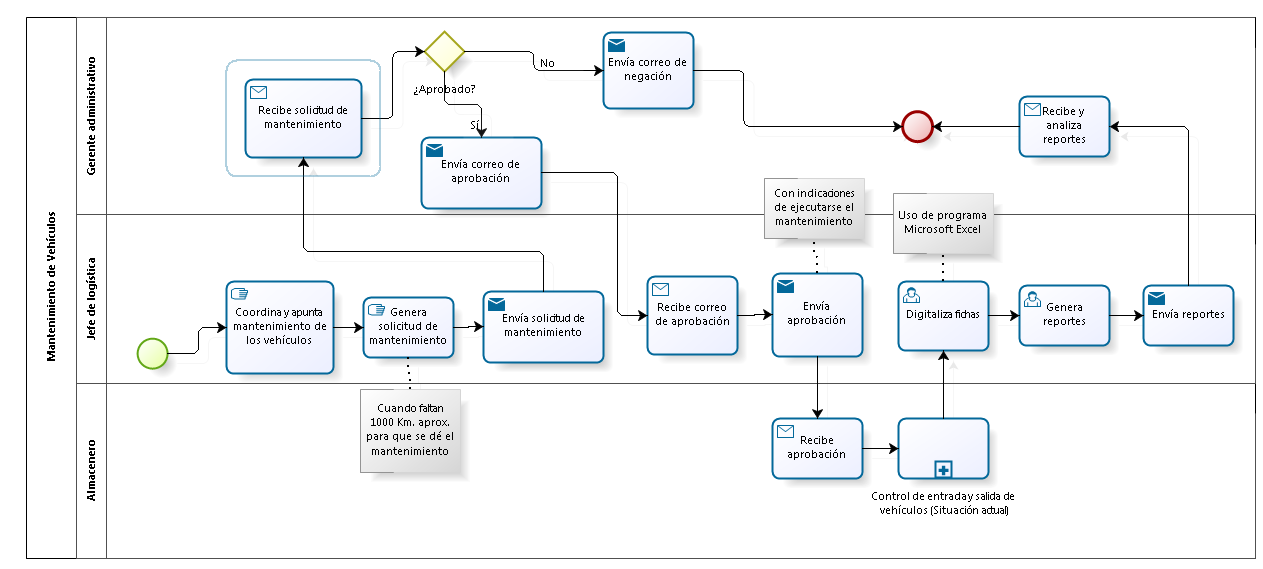 Mantenimiento de Vehículos
Gerente administrativo
Recibe solicitud de
mantenimiento
¿Aprobado?
No
Sí
Envía correo de
negación
Envía correo de
aprobación
Recibe y
analiza
reportes
Jefe de logística
Coordina y apunta
mantenimiento de
los vehículos
Genera
solicitud de
mantenimiento
Envía solicitud de
mantenimiento
Recibe correo
de aprobación
Con indicaciones
de ejecutarse el
mantenimiento
Envía
aprobación
Uso de programa
Microsoft Excel
Digitaliza fichas
Genera
reportes
Envía reportes
Almacenero
Cuando faltan
1000 Km. aprox.
para que se dé el
mantenimiento
Recibe
aprobación
Control de entrada y salida de
vehículos (Situación actual)